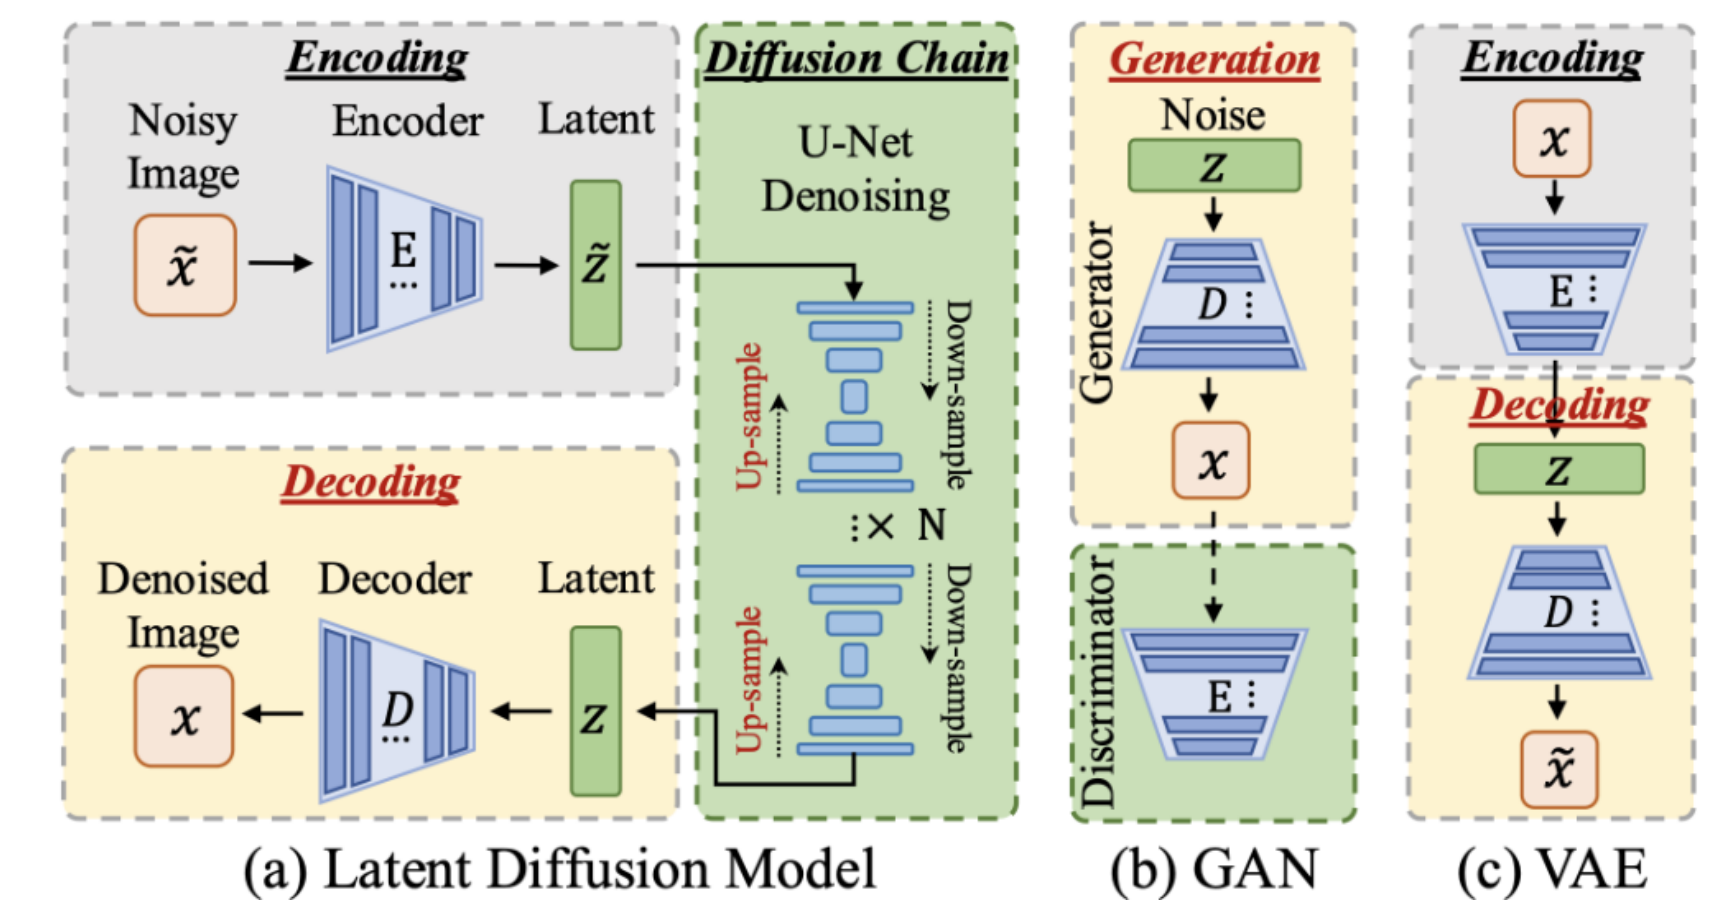 Encoding
Noisy
Image
Encoder
Latent
x̃
E
...
z̃
Diffusion Chain
U-Net
Denoising
Up-sample
Down-sample
⋮× N
Up-sample
Down-sample
Decoding
Denoised
Image
Decoder
Latent
x
D
...
z
(a) Latent Diffusion Model
Generation
Noise
z
Generator
D ⋮
x
Discriminator
E ⋮
(b) GAN
Encoding
x
E ⋮
Decoding
z
D ⋮
x̃
(c) VAE